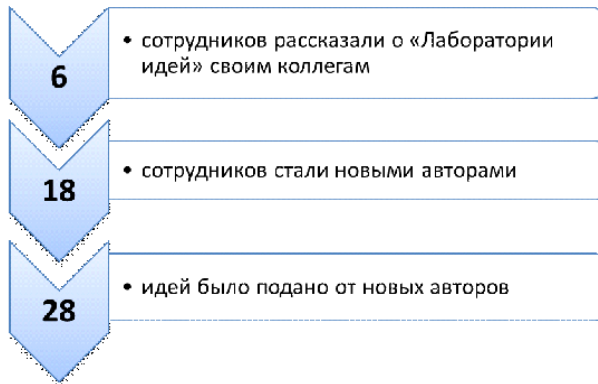 6
• сотрудников рассказали о «Лаборатории
идей» своим коллегам
18
• сотрудников стали новыми авторами
28
• идей было подано от новых авторов